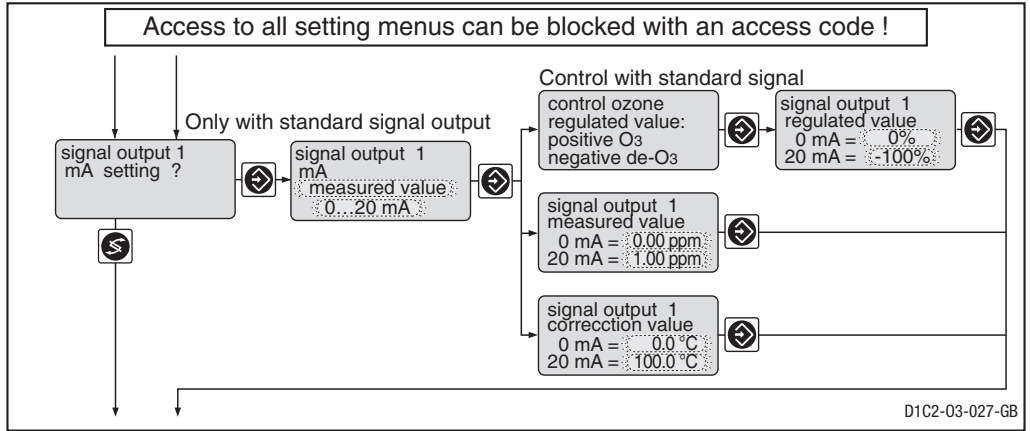 Access to all setting menus can be blocked with an access code !
Control with standard signal
Only with standard signal output
signal output 1
mA setting ?
signal output 1
mA
measured value
0...20 mA
control ozone
regulated value:
positive O3
negative de-O3
signal output 1
regulated value
0 mA = 0%
20 mA = -100%
signal output 1
measured value
0 mA = 0.00 ppm
20 mA = 1.00 ppm
signal output 1
correcction value
0 mA = 0.0 °C
20 mA = 100.0 °C
D1C2-03-027-GB